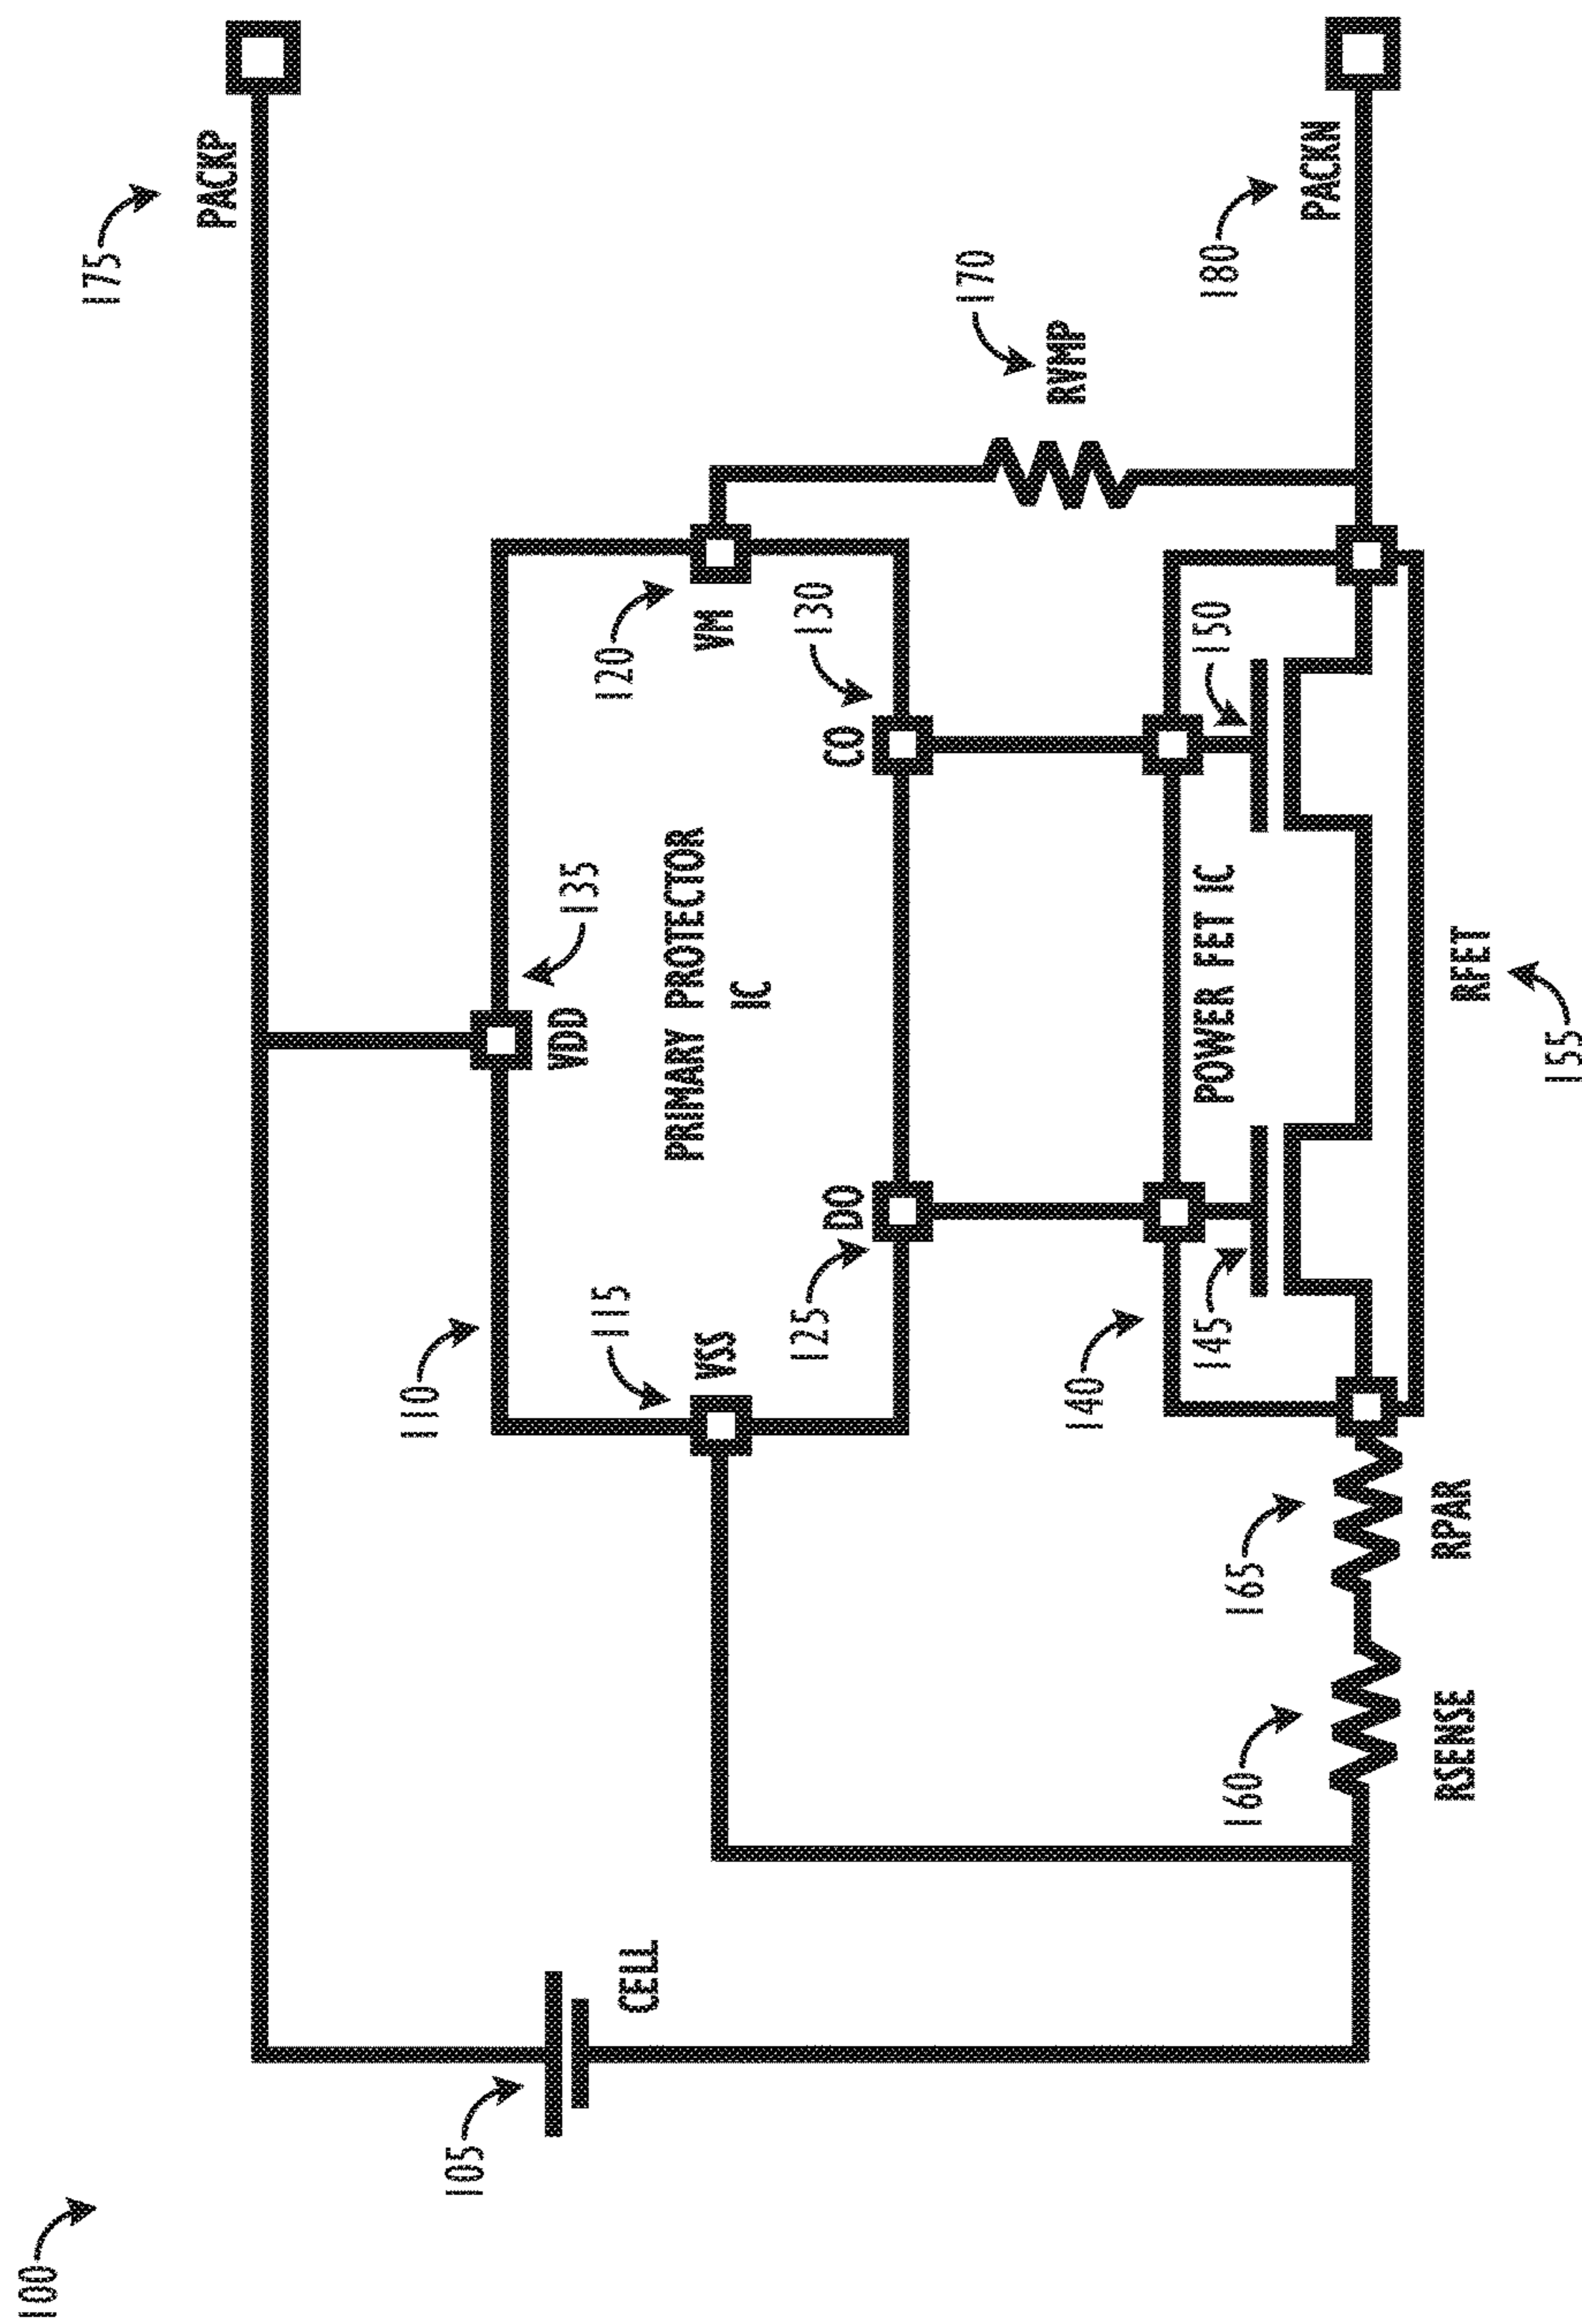 100
105
CELL
110
115
VSS
VDD
135
120
VM
PRIMARY PROTECTOR
IC
125
DO
CO
130
140
145
POWER FET IC
150
RFET
155
160
RSENSE
165
RPAR
170
RVMP
175
PACKP
180
PACKN